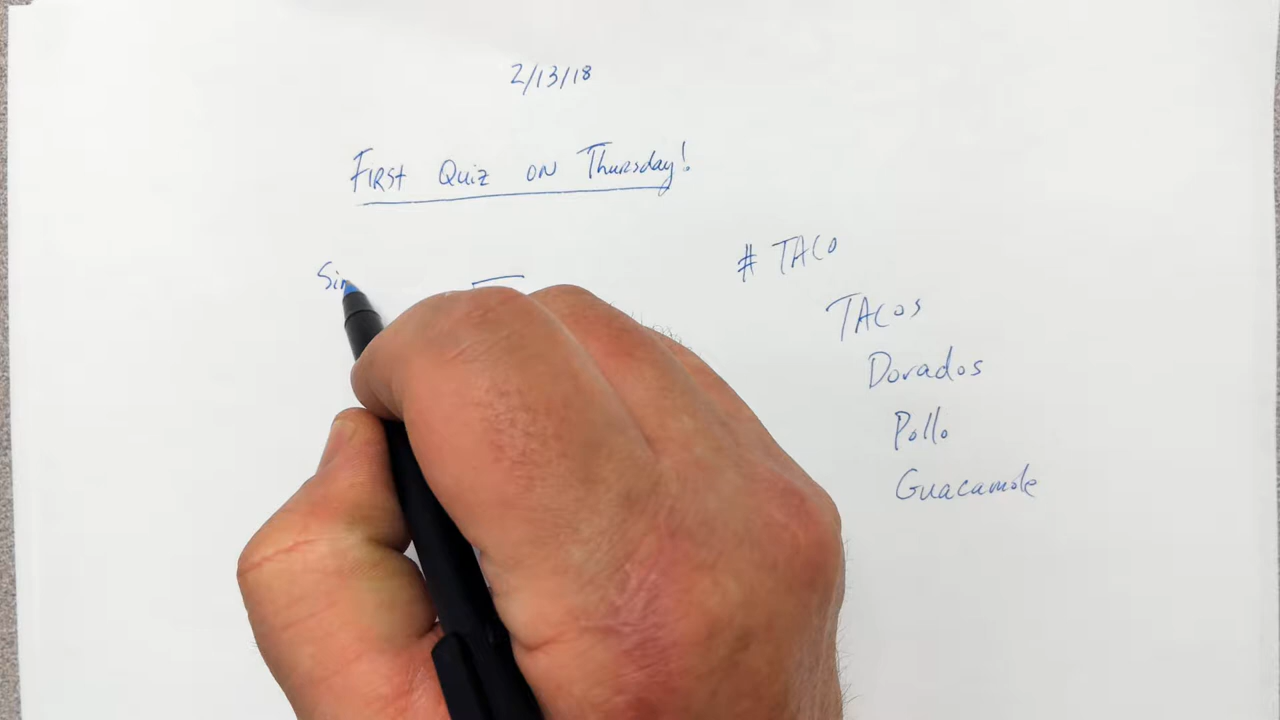 2/13/18
First Quiz on Thursday!
# TACO
TACOS
Dorados
Pollo
Guacamole